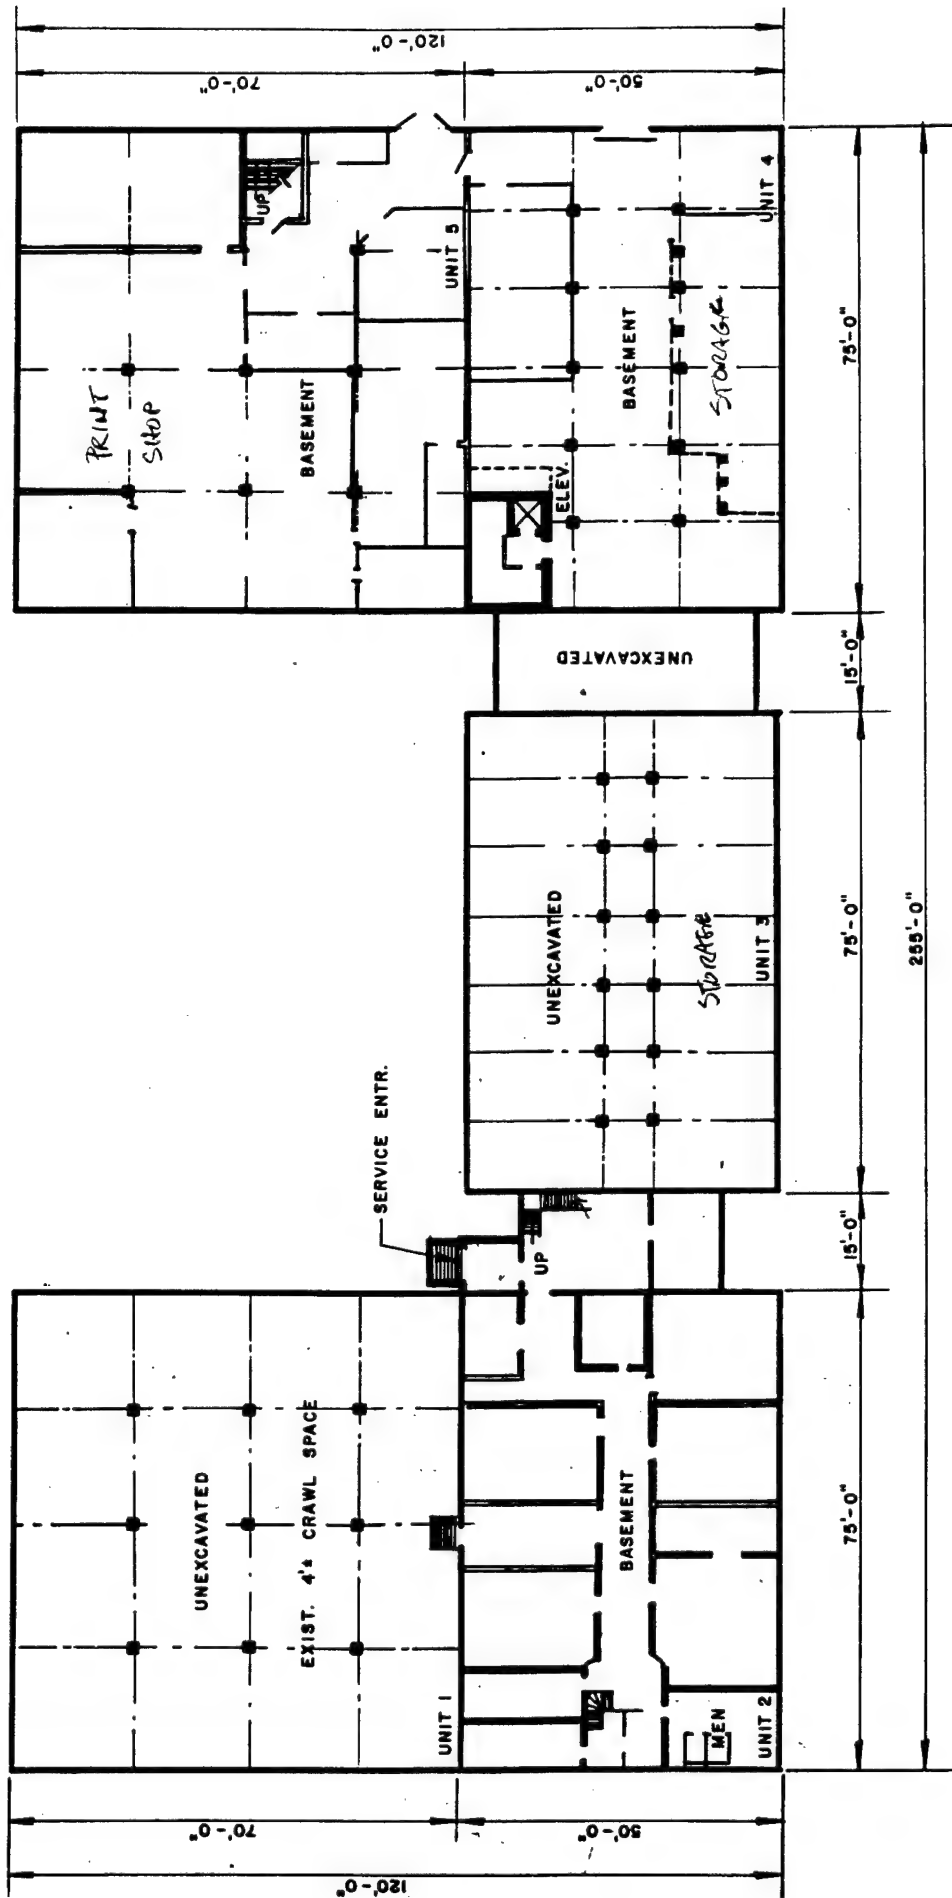 120'-0"
70'-0"
50'-0"
PRINT
SHOP
UP
BASEMENT
UNIT 5
ELEV.
BASEMENT
STORAGE
UNIT 4
75'-0"
UNEXCAVATED
15'-0"
UNEXCAVATED
STORAGE
UNIT 3
75'-0"
255'-0"
SERVICE ENTR.
UP
15'-0"
UNEXCAVATED
EXIST. 4'± CRAWL SPACE
UNIT 1
BASEMENT
MEN
UNIT 2
75'-0"
70'-0"
50'-0"
120'-0"